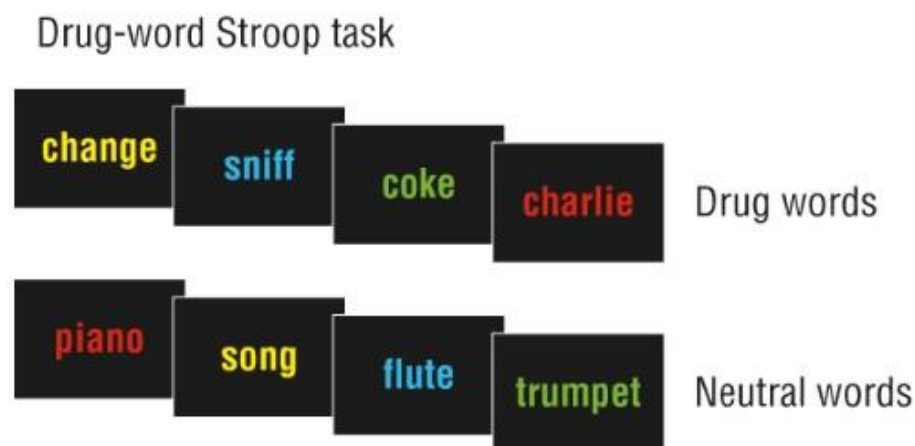 Drug-word Stroop task
change
sniff
coke
charlie
Drug words
piano
song
flute
trumpet
Neutral words